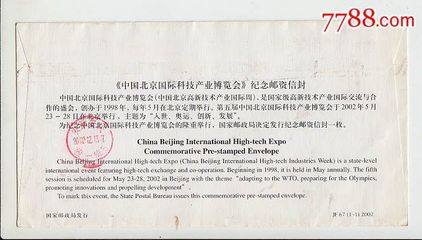 7788.com
《中国北京国际科技产业博览会》纪念邮资信封
中国北京国际科技产业博览会(中国北京高新技术产业国际周),是国家级高新技术产业国际交流与合
作的盛会,创办于1998年,每年5月在北京定期举行。第五届中国北京国际科技产业博览会于2002年5月
23-28日在北京举行,主题为“入世、奥运、创新、发展”。
为纪念中国北京国际科技产业博览会的隆重举行,国家邮政局决定发行纪念邮资信封一枚。
China Beijing International High-tech Expo
Commemorative Pre-stamped Envelope
China Beijing International High-tech Expo (China Beijing International High-tech Industries Week) is a state-level
international event featuring high-tech exchange and co-operation. Beginning in 1998, it is held in May annually. The fifth
session is scheduled for May 23-28, 2002 in Beijing with the theme "adapting to the WTO, preparing for the Olympics,
promoting innovations and propelling development".
To mark the event, the State Postal Bureau issues this commemorative pre-stamped envelope.
国家邮政局发行
JF67 (1-1) 2002